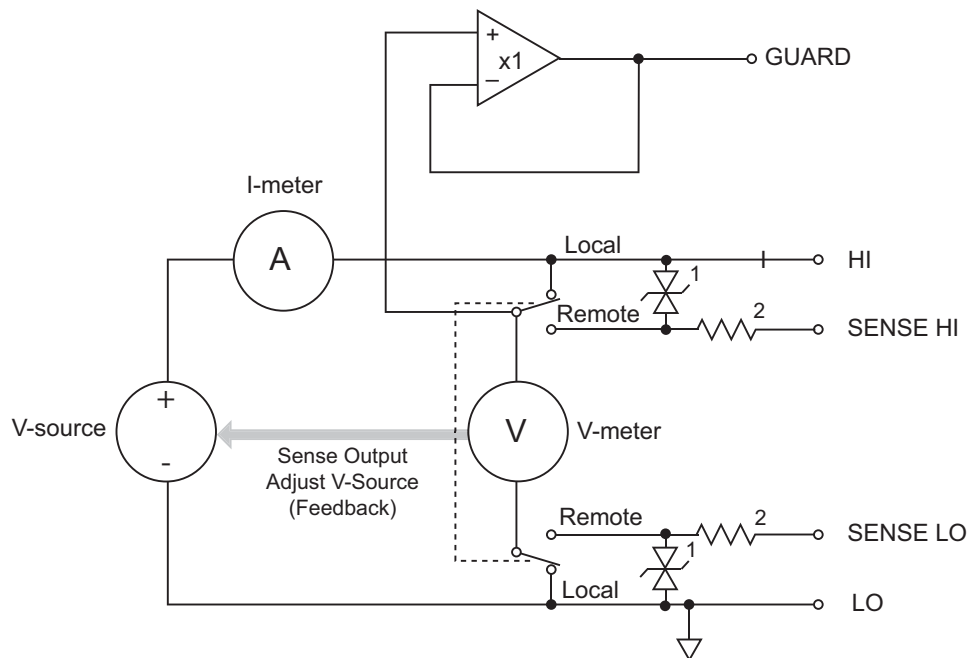 +
x1
–
GUARD
I-meter
A
Local
HI
1
2
Remote
SENSE HI
+
V-source
-
V
V-meter
Sense Output
Adjust V-Source
(Feedback)
Remote
2
SENSE LO
1
Local
LO